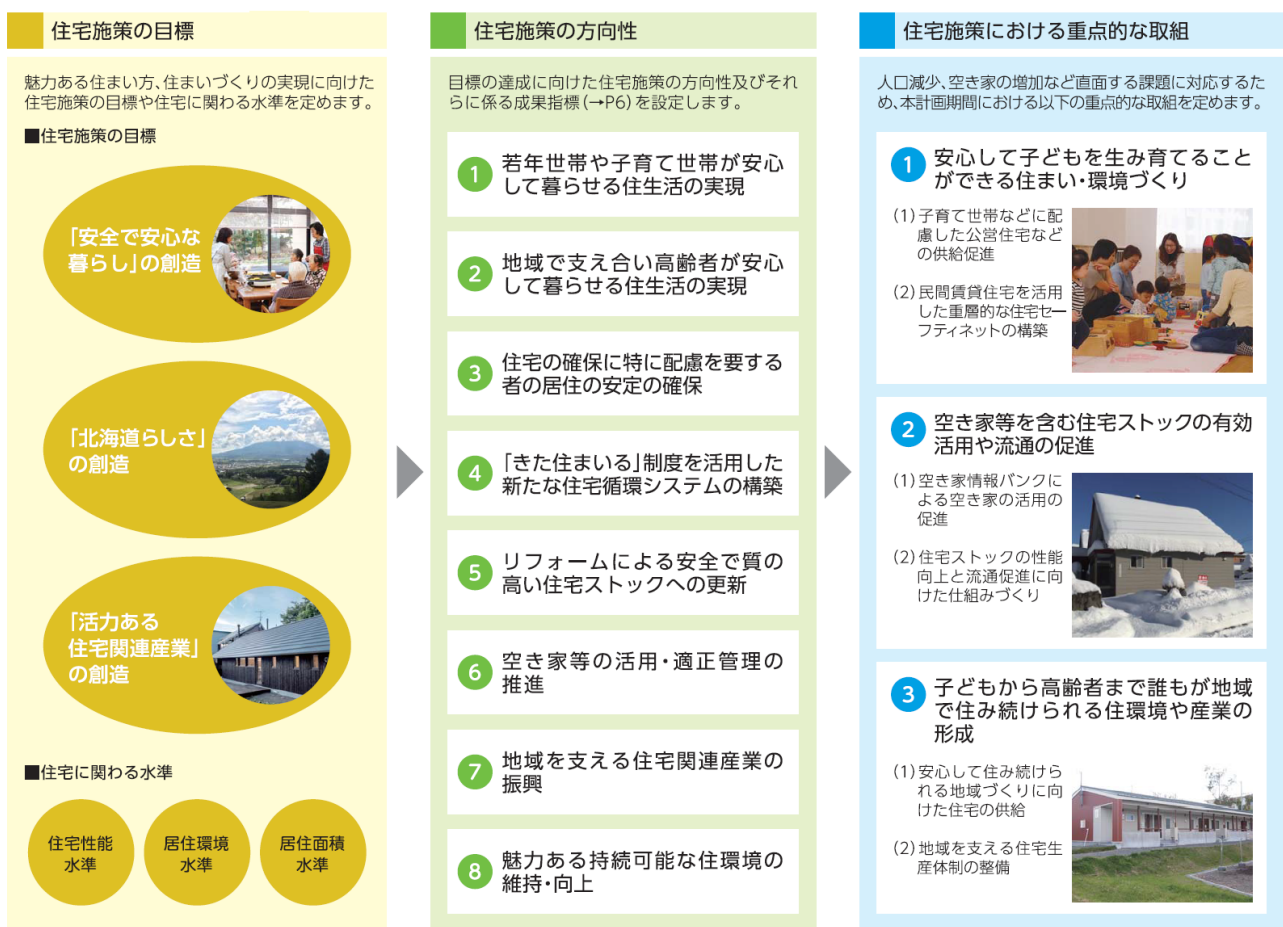 住宅施策の目標
魅力ある住まい方、住まいづくりの実現に向けた
住宅施策の目標や住宅に関わる水準を定めます。
■住宅施策の目標
「安全で安心な
暮らし」の創造
「北海道らしさ」
の創造
「活力ある
住宅関連産業」
の創造
■住宅に関わる水準
住宅性能
水準
居住環境
水準
居住面積
水準
住宅施策の方向性
目標の達成に向けた住宅施策の方向性及びそれ
らに係る成果指標(→P6)を設定します。
1 若年世帯や子育て世帯が安心
して暮らせる住生活の実現
2 地域で支え合い高齢者が安心
して暮らせる住生活の実現
3 住宅の確保に特に配慮を要する
者の居住の安定の確保
4 「きた住まいる」制度を活用した
新たな住宅循環システムの構築
5 リフォームによる安全で質の
高い住宅ストックへの更新
6 空き家等の活用・適正管理の
推進
7 地域を支える住宅関連産業の
振興
8 魅力ある持続可能な住環境の
維持・向上
住宅施策における重点的な取組
人口減少、空き家の増加など直面する課題に対応するた
め、本計画期間における以下の重点的な取組を定めます。
1 安心して子どもを生み育てること
ができる住まい・環境づくり
(1)子育て世帯などに配
慮した公営住宅など
の供給促進
(2)民間賃貸住宅を活用
した重層的な住宅セー
フティネットの構築
2 空き家等を含む住宅ストックの有効
活用や流通の促進
(1)空き家情報バンクに
よる空き家の活用の
促進
(2)住宅ストックの性能
向上と流通促進に向
けた仕組みづくり
3 子どもから高齢者まで誰もが地域
で住み続けられる住環境や産業の
形成
(1)安心して住み続けら
れる地域づくりに向
けた住宅の供給
(2)地域を支える住宅生
産体制の整備